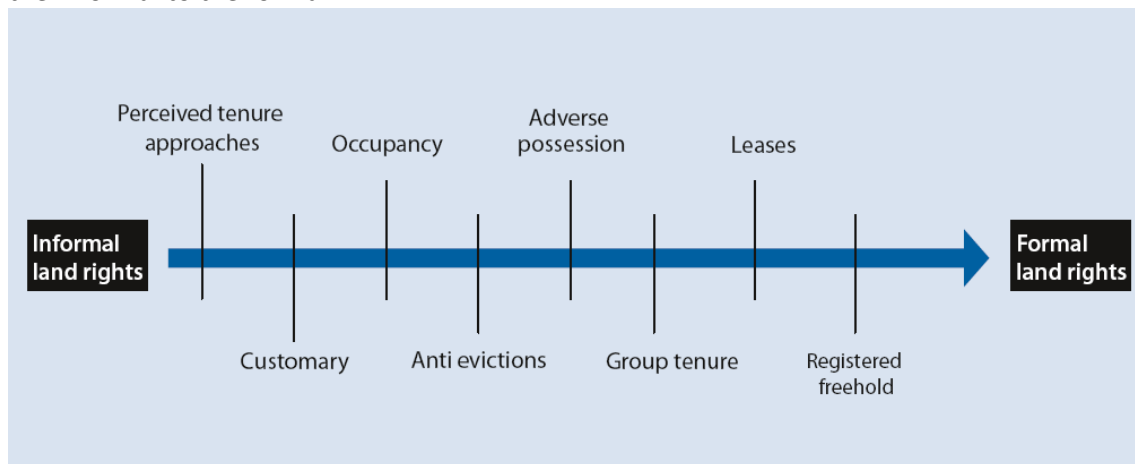 Perceived tenure
approaches
Occupancy
Adverse
possession
Leases
Informal
land rights
Formal
land rights
Customary
Anti evictions
Group tenure
Registered
freehold